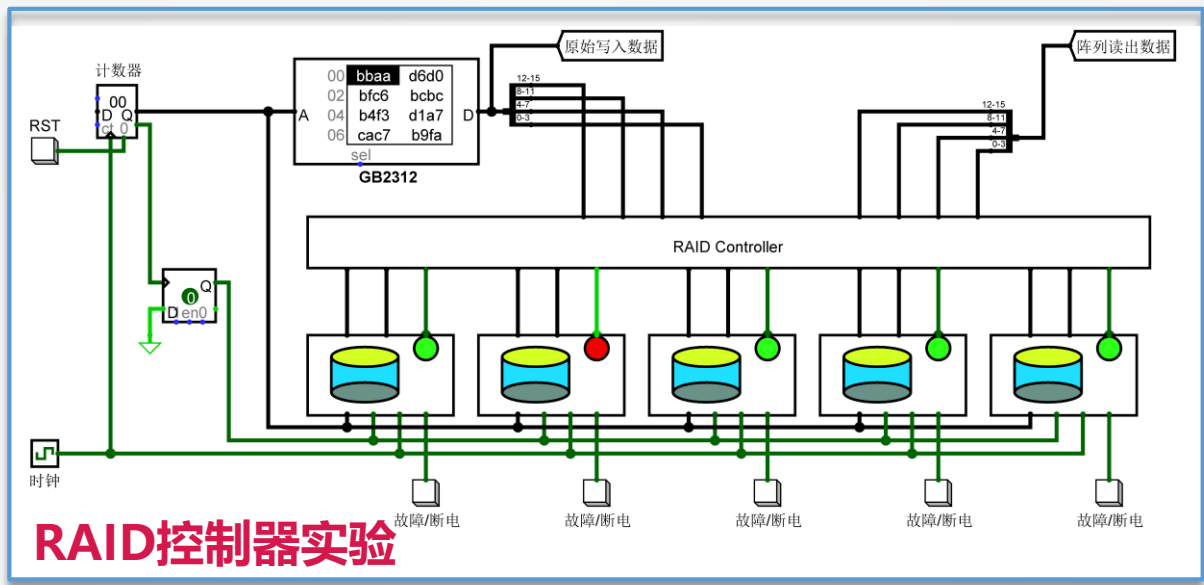 原始写入数据
阵列读出数据
计数器
00
D Q
ct 0
RST
A
00 bbaa d6d0
02 bfc6 bcbc
04 b4f3 d1a7
06 cac7 b9fa
D
sel
GB2312
12-15
8-11
4-7
0-3
12-15
8-11
4-7
0-3
RAID Controller
Q
0
D en0
时钟
故障/断电
故障/断电
故障/断电
故障/断电
故障/断电
RAID控制器实验